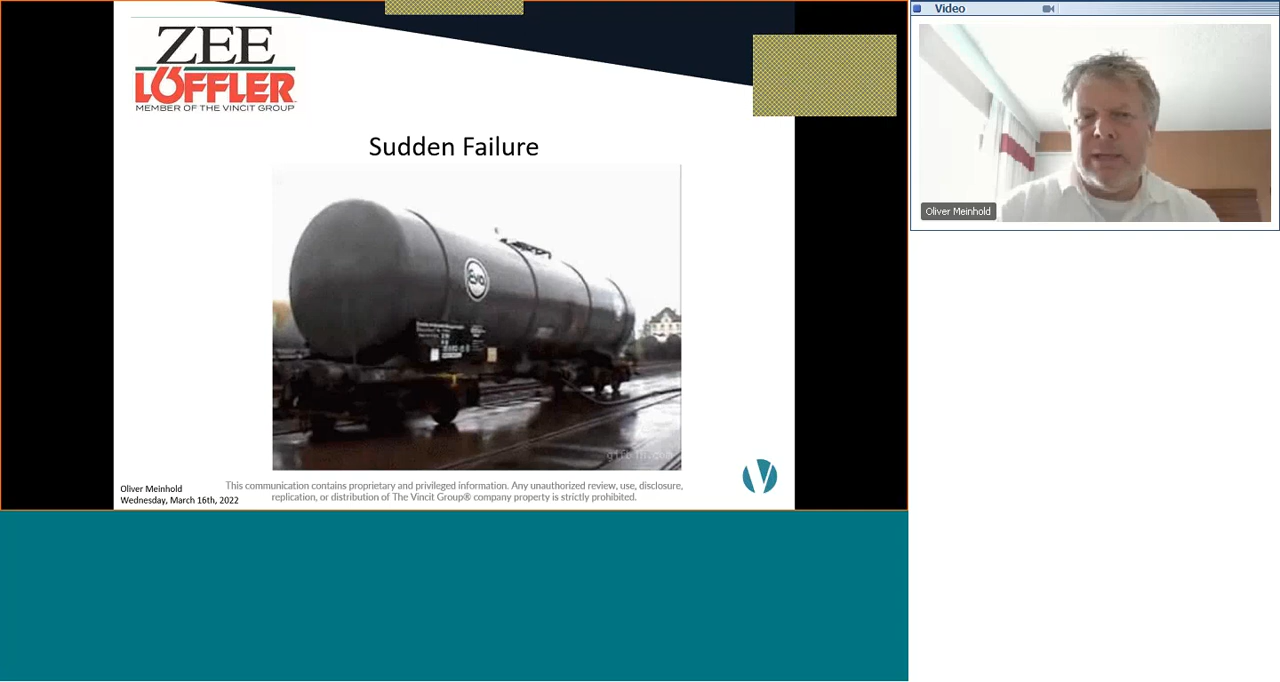 Video
ZEE
LÖFFLER
MEMBER OF THE VINCIT GROUP
Sudden Failure
Oliver Meinhold
Oliver Meinhold
Wednesday, March 16th, 2022
This communication contains proprietary and privileged information. Any unauthorized review, use, disclosure,
replication, or distribution of The Vincit Group® company property is strictly prohibited.